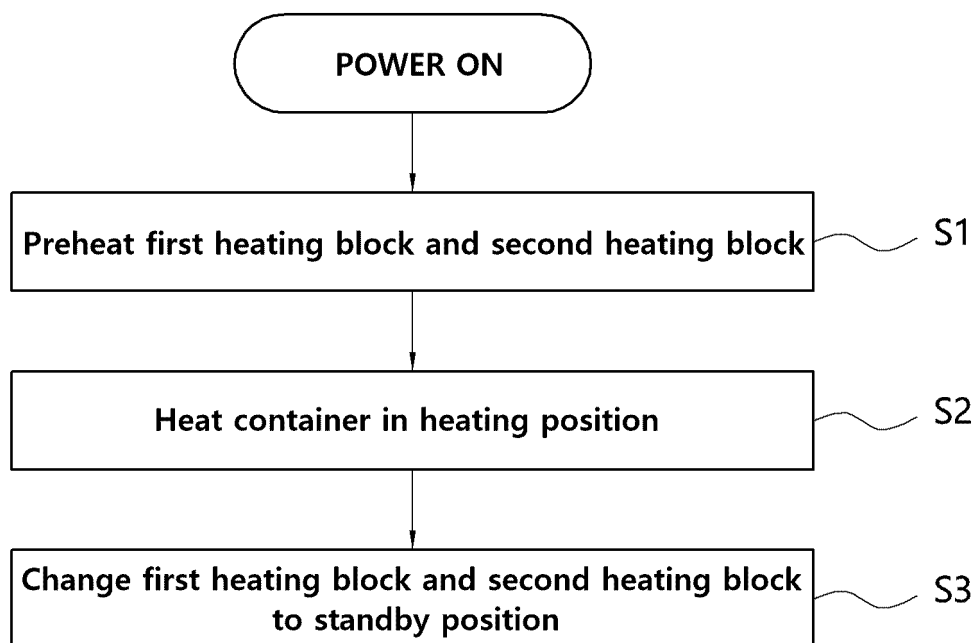 POWER ON
Preheat first heating block and second heating block
S1
Heat container in heating position
S2
Change first heating block and second heating block
to standby position
S3